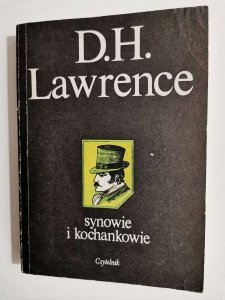 D.H.
Lawrence
synowie
i kochankowie
Czytelnik